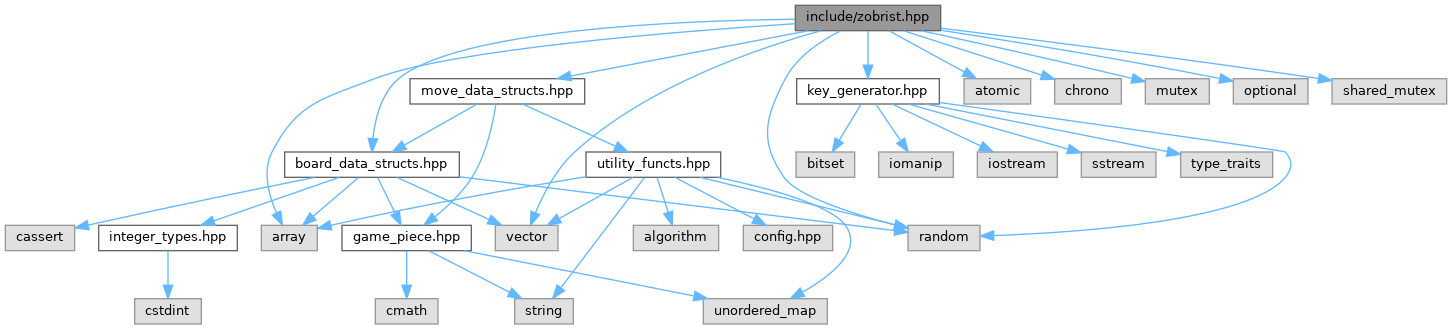 include/zobrist.hpp
move_data_structs.hpp
key_generator.hpp
atomic
chrono
mutex
optional
shared_mutex
board_data_structs.hpp
utility_functs.hpp
bitset
iomanip
iostream
sstream
type_traits
cassert
integer_types.hpp
array
game_piece.hpp
vector
algorithm
config.hpp
random
cstdint
cmath
string
unordered_map